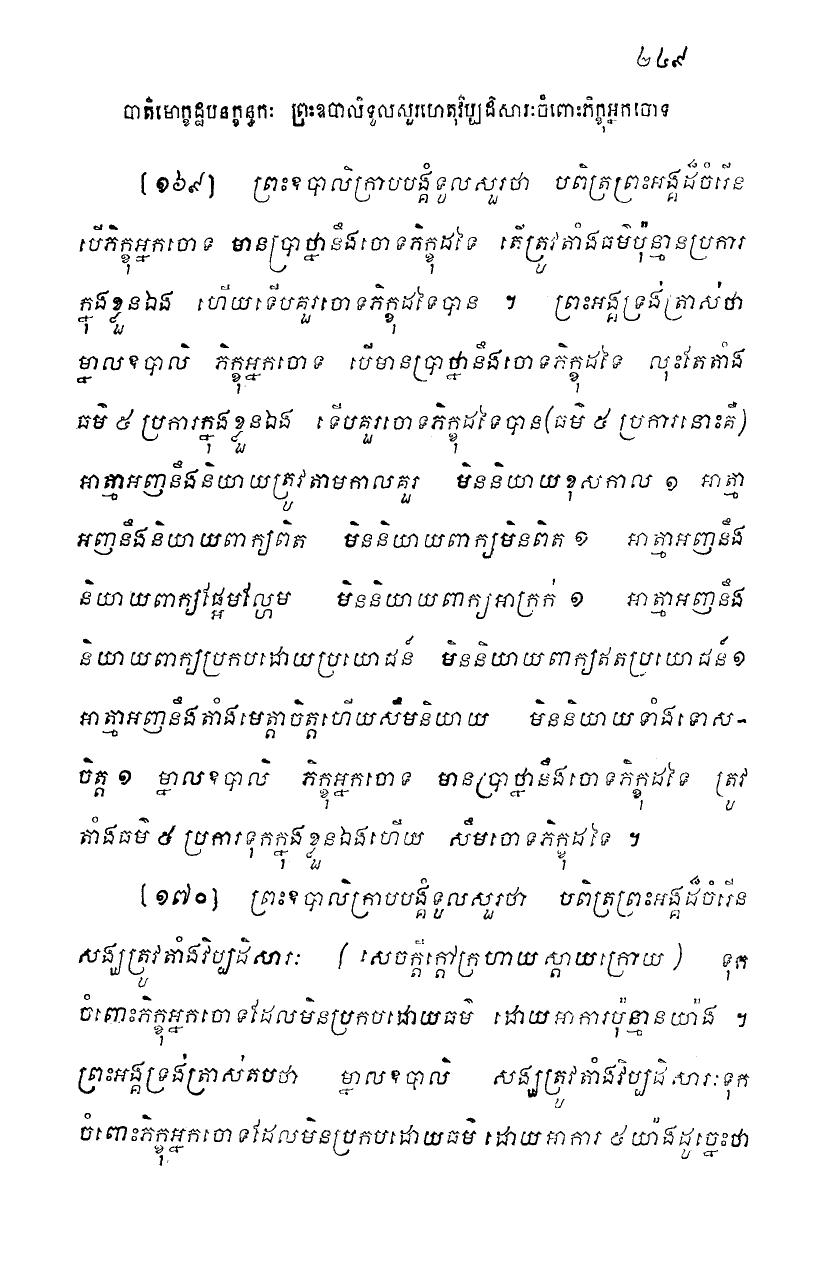 ២៤៩
បាតិមោក្ខដ្ឋបនក្ខន្ធកៈ ព្រះឧបាលិទូលសួរហេតុវិប្បដិសារៈចំពោះភិក្ខុអ្នកចោទ
(១៦៩) ព្រះឧបាលិក្រាបបង្គំទូលសួរថា បពិត្រព្រះអង្គដ៏ចំរើន
បើភិក្ខុអ្នកចោទ មានប្រាថ្នានឹងចោទភិក្ខុដទៃ តើត្រូវតាំងធម៌ប៉ុន្មានប្រការ
ក្នុងខ្លួនឯង ហើយទើបគួរចោទភិក្ខុដទៃបាន ។ ព្រះអង្គទ្រង់ត្រាស់ថា
ម្នាលឧបាលិ ភិក្ខុអ្នកចោទ បើមានប្រាថ្នានឹងចោទភិក្ខុដទៃ លុះតែតាំង
ធម៌ ៥ ប្រការក្នុងខ្លួនឯង ទើបគួរចោទភិក្ខុដទៃបាន (ធម៌ ៥ ប្រការនោះគឺ)
អាត្មាអញនឹងនិយាយត្រូវតាមកាលគួរ មិននិយាយខុសកាល ១ អាត្មា
អញនឹងនិយាយពាក្យពិត មិននិយាយពាក្យមិនពិត ១ អាត្មាអញនឹង
និយាយពាក្យផ្អែមល្ហែម មិននិយាយពាក្យអាក្រក់ ១ អាត្មាអញនឹង
និយាយពាក្យប្រកបដោយប្រយោជន៍ មិននិយាយពាក្យឥតប្រយោជន៍ ១
អាត្មាអញនឹងតាំងមេត្តាចិត្តហើយសឹមនិយាយ មិននិយាយទាំងទោស-
ចិត្ត ១ ម្នាលឧបាលិ ភិក្ខុអ្នកចោទ មានប្រាថ្នានឹងចោទភិក្ខុដទៃ ត្រូវ
តាំងធម៌ ៥ ប្រការទុកក្នុងខ្លួនឯងហើយ សឹមចោទភិក្ខុដទៃ ។
(១៧០) ព្រះឧបាលិក្រាបបង្គំទូលសួរថា បពិត្រព្រះអង្គដ៏ចំរើន
សង្ឃត្រូវតាំងវិប្បដិសារៈ (សេចក្តីក្តៅក្រហាយស្តាយក្រោយ) ទុក
ចំពោះភិក្ខុអ្នកចោទដែលមិនប្រកបដោយធម៌ ដោយអាការប៉ុន្មានយ៉ាង ។
ព្រះអង្គទ្រង់ត្រាស់តបថា ម្នាលឧបាលិ សង្ឃត្រូវតាំងវិប្បដិសារៈទុក
ចំពោះភិក្ខុអ្នកចោទដែលមិនប្រកបដោយធម៌ ដោយអាការ ៥ យ៉ាងដូច្នេះថា